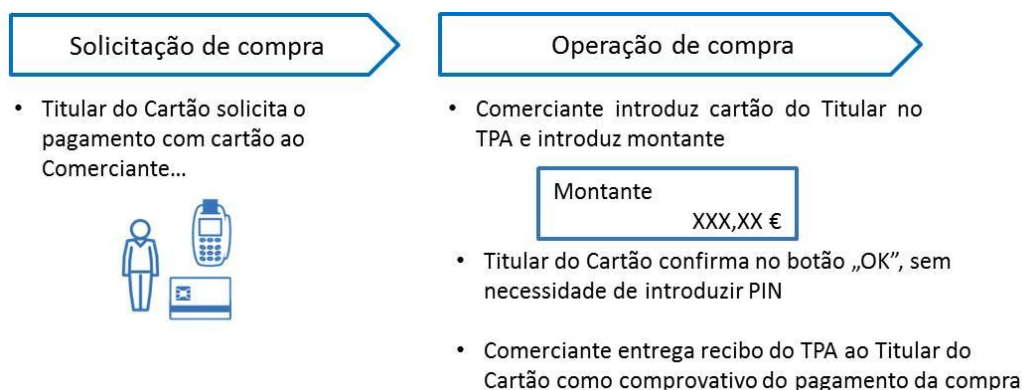 Solicitação de compra
• Titular do Cartão solicita o
pagamento com cartão ao
Comerciante...
Operação de compra
• Comerciante introduz cartão do Titular no
TPA e introduz montante
Montante
XXX,XX €
• Titular do Cartão confirma no botão „OK”, sem
necessidade de introduzir PIN
• Comerciante entrega recibo do TPA ao Titular do
Cartão como comprovativo do pagamento da compra